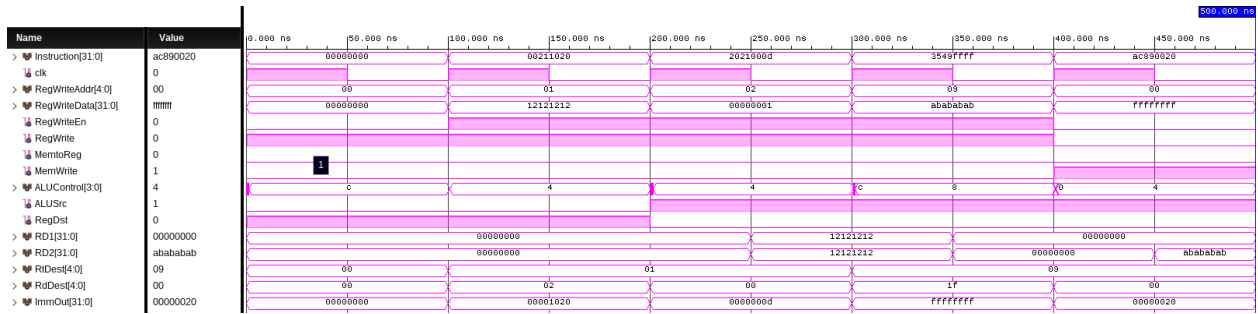 500.000 ns
Name Value 0.000 ns 50.000 ns 100.000 ns 150.000 ns 200.000 ns 250.000 ns 300.000 ns 350.000 ns 400.000 ns 450.000 ns
Instruction[31:0] ac890020 00000000 00211020 2021000d 3549ffff ac890020
clk 0
RegWriteAddr[4:0] 00 00 01 02 09 00
RegWriteData[31:0] ffffffff 00000000 12121212 00000001 abababab ffffffff
RegWriteEn 0
RegWrite 0
MemtoReg 0
1
MemWrite 1
ALUControl[3:0] 4 c 4 4 c 8 0 4
ALUSrc 1
RegDst 0
RD1[31:0] 00000000 00000000 12121212 00000000
RD2[31:0] abababab 00000000 12121212 00000000 abababab
RtDest[4:0] 09 00 01 09
RdDest[4:0] 00 00 02 00 1f 00
ImmOut[31:0] 00000020 00000000 00001020 0000000d ffffffff 00000020